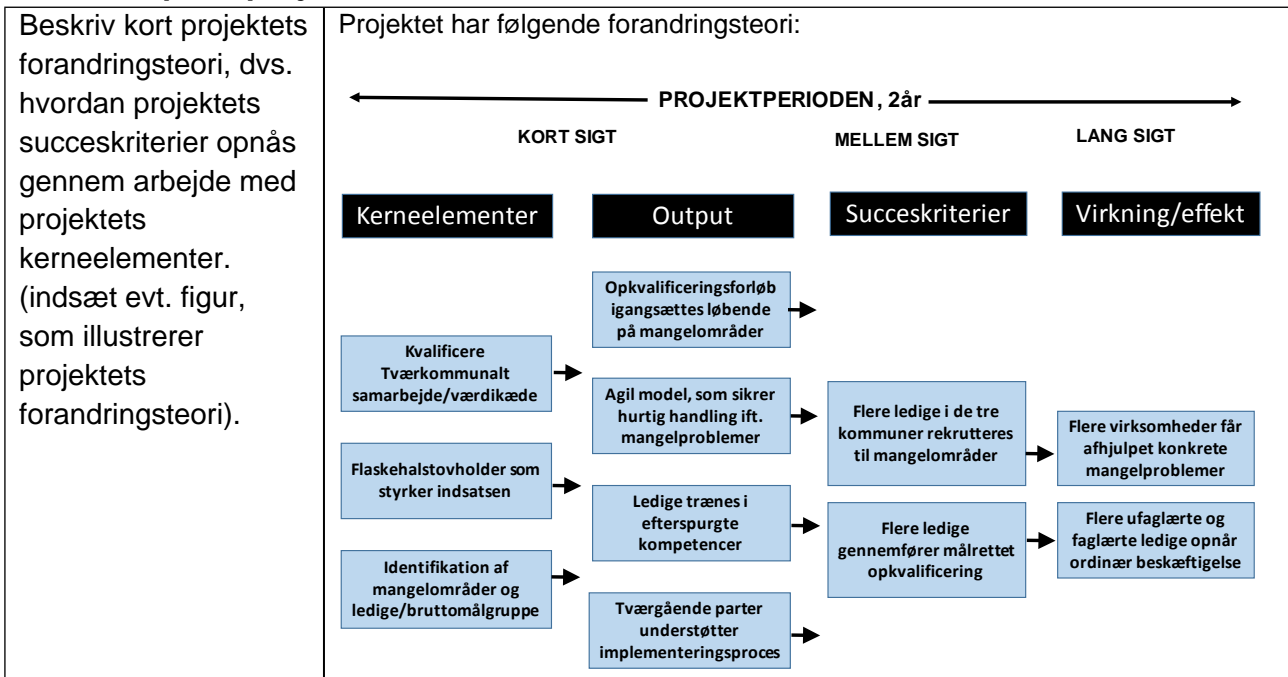 Beskriv kort projektets
forandringsteori, dvs.
hvordan projektets
succeskriterier opnås
gennem arbejde med
projektets
kerneelementer.
(indsæt evt. figur,
som illustrerer
projektets
forandringsteori).
Projektet har følgende forandringsteori:
PROJEKTPERIODEN, 2år
KORT SIGT
MELLEM SIGT
LANG SIGT
Kerneelementer
Output
Succeskriterier
Virkning/effekt
Kvalificere
Tværkommunalt
samarbejde/værdikæde
Flaskehalstovholder som
styrker indsatsen
Identifikation af
mangelområder og
ledige/bruttomålgruppe
Opkvalificeringsforløb
igangsættes løbende
på mangelområder
Agil model, som sikrer
hurtig handling ift.
mangelproblemer
Ledige trænes i
efterspurgte
kompetencer
Tværgående parter
understøtter
implementeringsproces
Flere ledige i de tre
kommuner rekrutteres
til mangelområder
Flere ledige
gennemfører målrettet
opkvalificering
Flere virksomheder får
afhjulpet konkrete
mangelproblemer
Flere ufaglærte og
faglærte ledige opnår
ordinær beskæftigelse